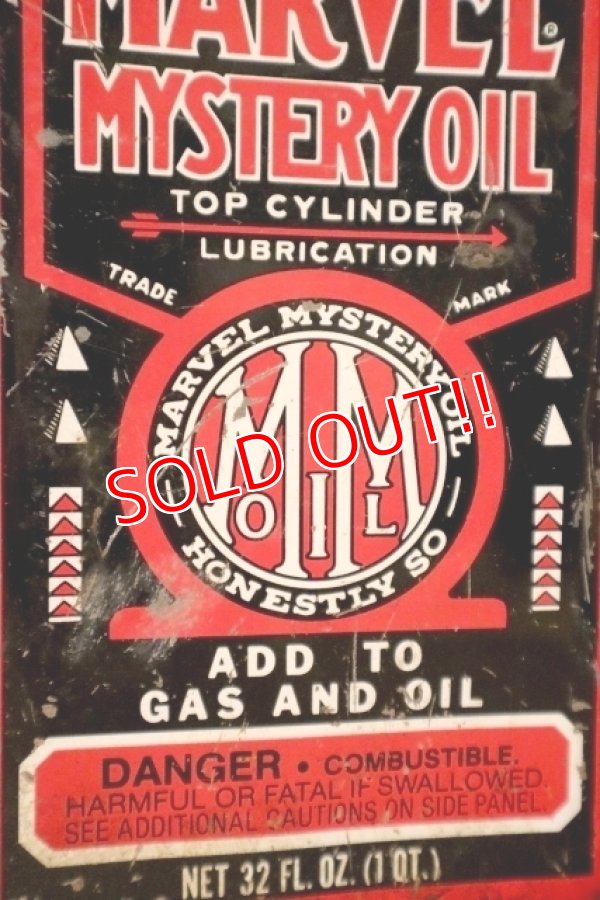 MARVEL ®
MYSTERY OIL
TOP CYLINDER
LUBRICATION
TRADE MARK
MARVEL MYSTERY OIL
MM
OIL
— HONESTLY SO —
SOLD OUT!!
ADD TO
GAS AND OIL
DANGER • COMBUSTIBLE.
HARMFUL OR FATAL IF SWALLOWED.
SEE ADDITIONAL CAUTIONS ON SIDE PANEL.
NET 32 FL. OZ. (1 QT.)